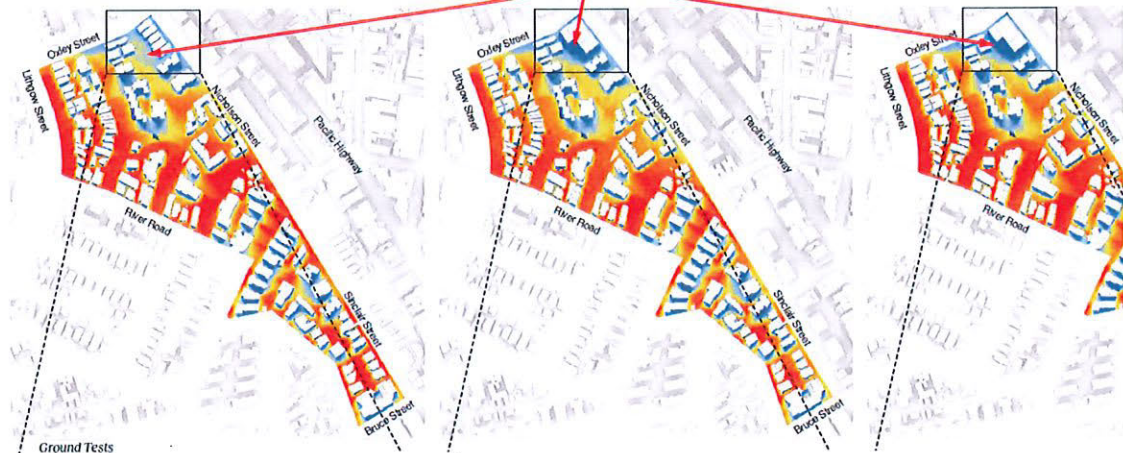 Oxley Street
Lithgow Street
Nicholson Street
Pacific Highway
River Road
Sinclair Street
Bruce Street
Oxley Street
Lithgow Street
Nicholson Street
Pacific Highway
River Road
Sinclair Street
Bruce Street
Oxley Street
Lithgow Street
Nicholson Street
River Road
Ground Tests